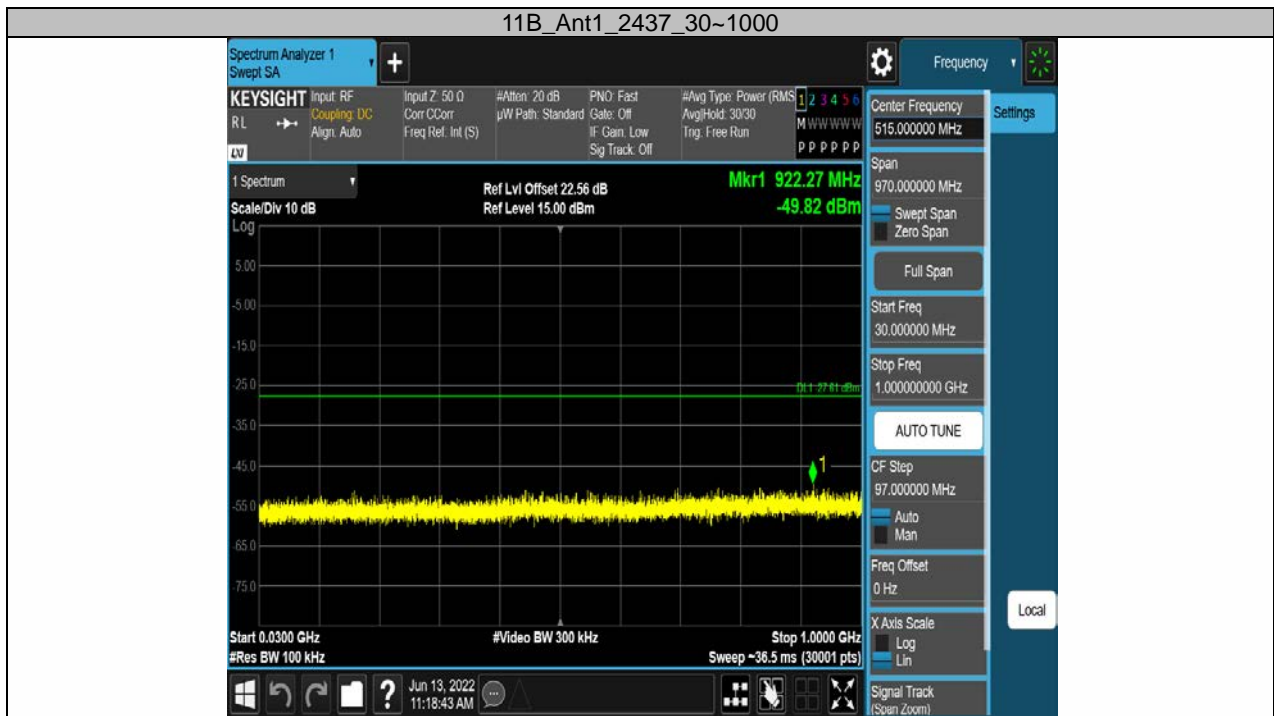 11B_Ant1_2437_30~1000
Spectrum Analyzer 1
Swept SA
+
Frequency
KEYSIGHT
RL
LXI
Input: RF
Coupling: DC
Align: Auto
Input Z: 50 Ω
Corr CCorr
Freq Ref: Int (S)
#Atten: 20 dB
µW Path: Standard
PNO: Fast
Gate: Off
IF Gain: Low
Sig Track: Off
#Avg Type: Power (RMS
Avg|Hold: 30/30
Trig: Free Run
1 2 3 4 5 6
M W W W W W
P P P P P P
1 Spectrum
Scale/Div 10 dB
Log
Ref Lvl Offset 22.56 dB
Ref Level 15.00 dBm
Mkr1 922.27 MHz
-49.82 dBm
5.00
-5.00
-15.0
-25.0
DL1 -27.61 dBm
-35.0
-45.0
1
-55.0
-65.0
-75.0
Start 0.0300 GHz
#Res BW 100 kHz
#Video BW 300 kHz
Stop 1.0000 GHz
Sweep ~36.5 ms (30001 pts)
?
Jun 13, 2022
11:18:43 AM
Center Frequency
515.000000 MHz
Settings
Span
970.000000 MHz
Swept Span
Zero Span
Full Span
Start Freq
30.000000 MHz
Stop Freq
1.000000000 GHz
AUTO TUNE
CF Step
97.000000 MHz
Auto
Man
Freq Offset
0 Hz
X Axis Scale
Log
Lin
Local
Signal Track
(Span Zoom)